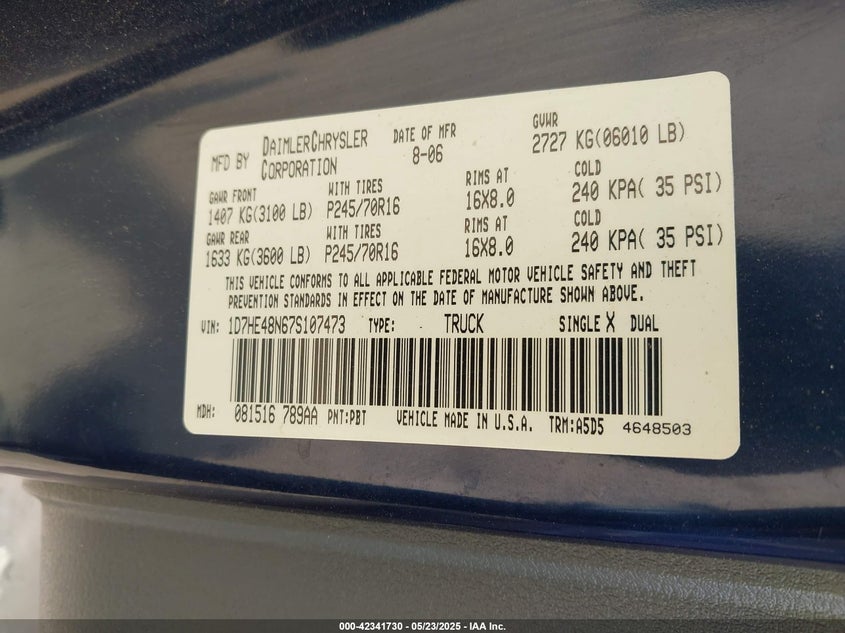 MFD BY DAIMLERCHRYSLER CORPORATION DATE OF MFR 8-06 GVWR 2727 KG(06010 LB)
GAWR FRONT WITH TIRES RIMS AT COLD
1407 KG(3100 LB) P245/70R16 16X8.0 240 KPA( 35 PSI)
GAWR REAR WITH TIRES RIMS AT COLD
1633 KG(3600 LB) P245/70R16 16X8.0 240 KPA( 35 PSI)
THIS VEHICLE CONFORMS TO ALL APPLICABLE FEDERAL MOTOR VEHICLE SAFETY AND THEFT
PREVENTION STANDARDS IN EFFECT ON THE DATE OF MANUFACTURE SHOWN ABOVE.
VIN: 1D7HE48N67S107473 TYPE: TRUCK SINGLE X DUAL
MDH: 081516 789AA PNT:PBT VEHICLE MADE IN U.S.A. TRM:A5D5 4648503
000-42341730 - 05/23/2025 - IAA Inc.